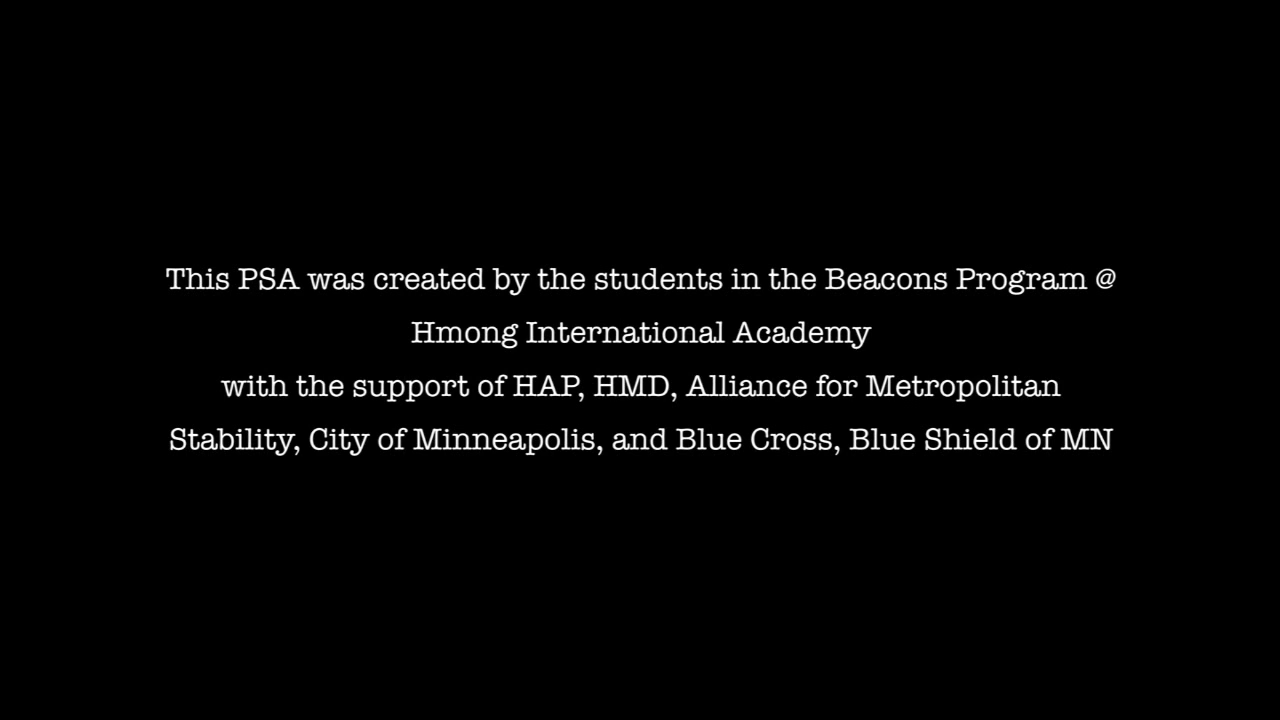 This PSA was created by the students in the Beacons Program @
Hmong International Academy
with the support of HAP, HMD, Alliance for Metropolitan
Stability, City of Minneapolis, and Blue Cross, Blue Shield of MN